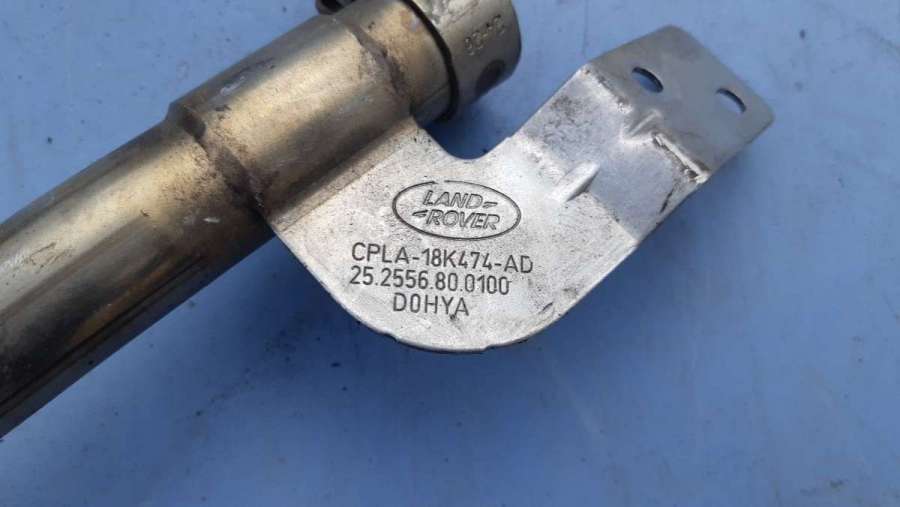 LAND
ROVER
CPLA-18K474-AD
25.2556.80.0100
D0HYA